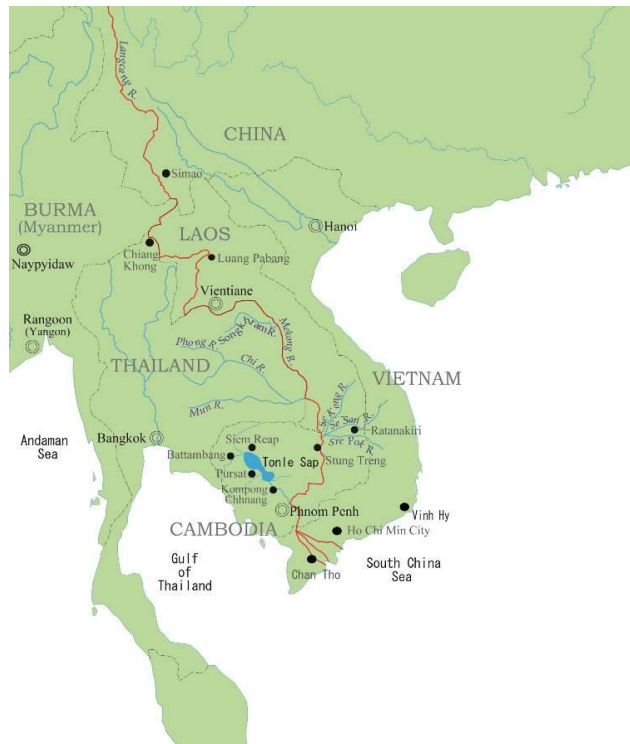 Langcang R.
CHINA
Simao
BURMA
(Myanmer)
Hanoi
LAOS
Chiang
Khong
Luang Pabang
Naypyidaw
Vientiane
Rangoon
(Yangon)
Phong R.
Songkhram R.
Mekong R.
THAILAND
Chi R.
VIETNAM
Mun R.
Se Kong R.
Se San R.
Ratanakiri
Sre Pok R.
Andaman
Sea
Bangkok
Siem Reap
Battambang
Tonle Sap
Stung Treng
Pursat
Kompong
Chhnang
Phnom Penh
Vinh Hy
CAMBODIA
Ho Chi Min City
Gulf
of
Thailand
South China
Sea
Chan Tho